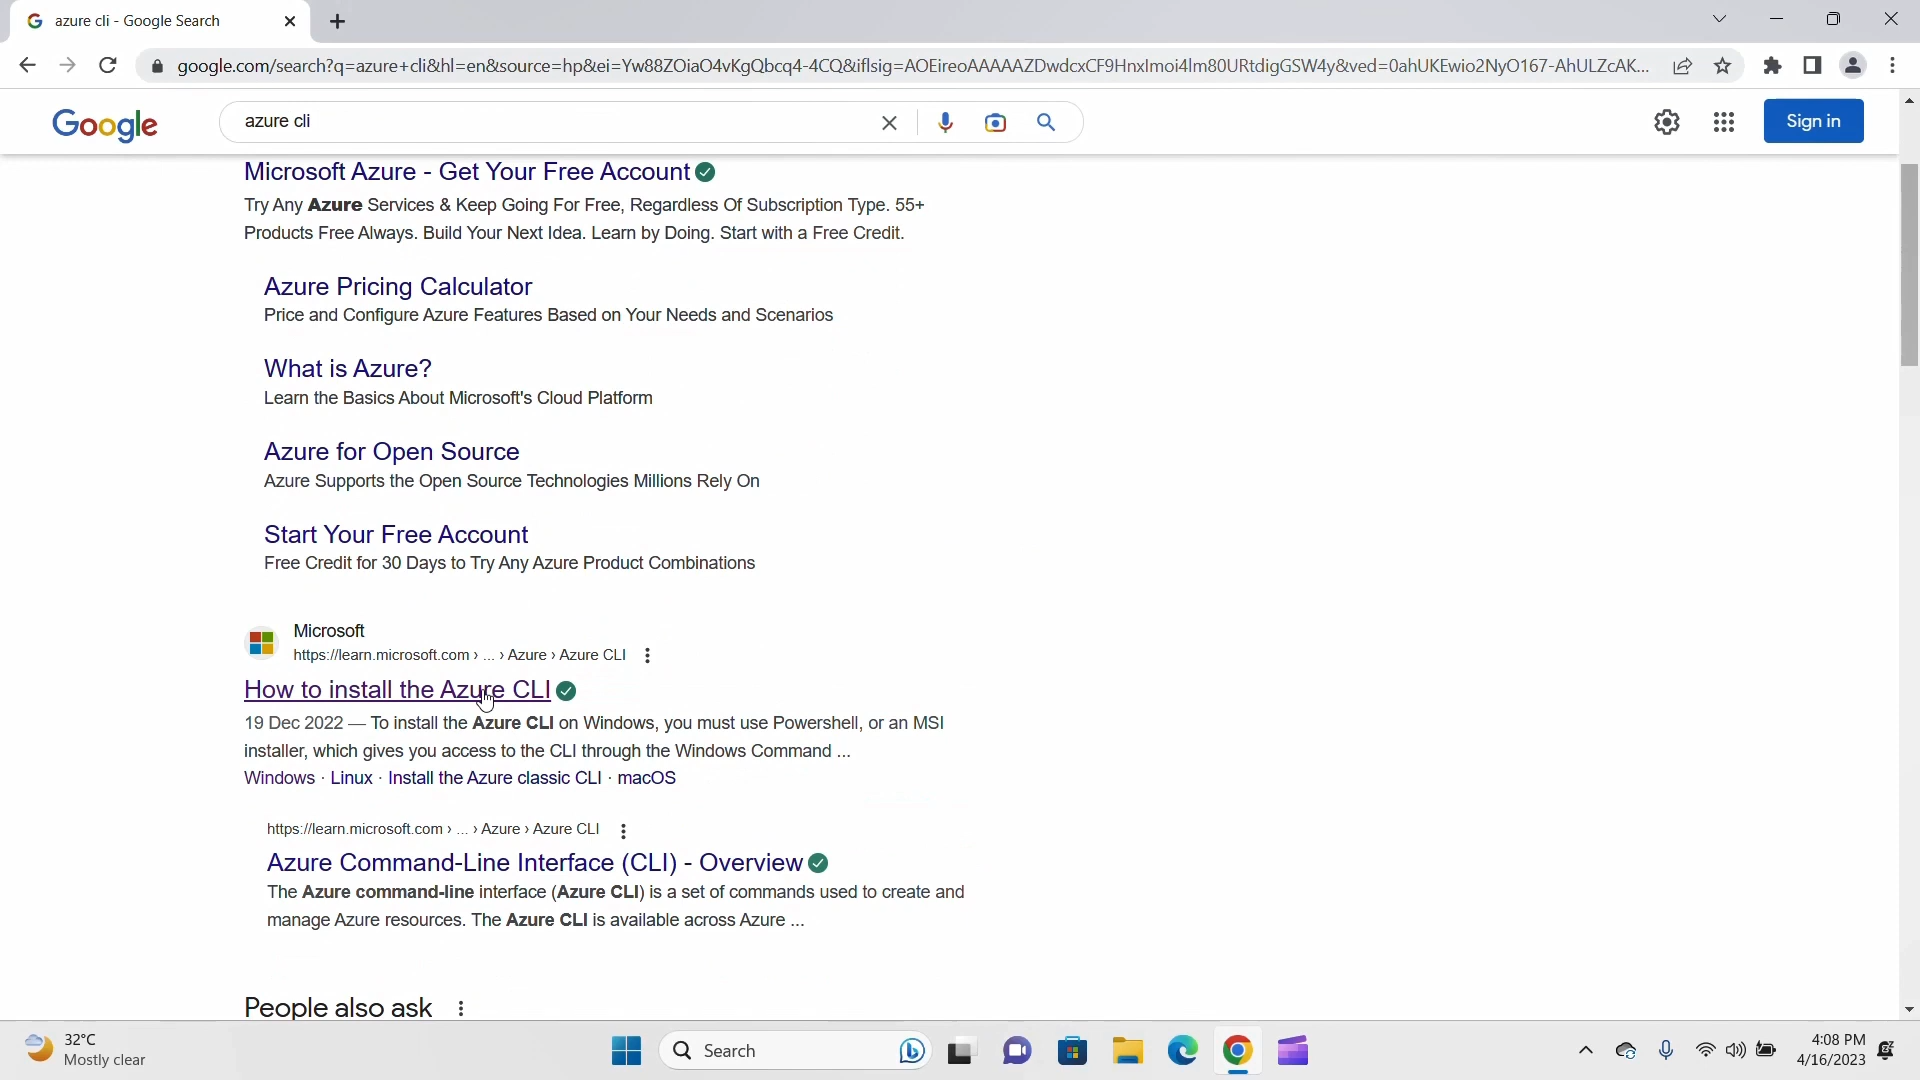 azure cli - Google Search
google.com/search?q=azure+cli&hl=en&source=hp&ei=Yw88ZOiaO4vKgQbcq4-4CQ&iflsig=AOEireoAAAAAZDwdcxCF9HnxImoi4lm80URtdigGSW4y&ved=0ahUKEwio2NyO167-AhULZcAK...
Google
azure cli
Sign in
Microsoft Azure - Get Your Free Account
Try Any Azure Services & Keep Going For Free, Regardless Of Subscription Type. 55+
Products Free Always. Build Your Next Idea. Learn by Doing. Start with a Free Credit.
Azure Pricing Calculator
Price and Configure Azure Features Based on Your Needs and Scenarios
What is Azure?
Learn the Basics About Microsoft's Cloud Platform
Azure for Open Source
Azure Supports the Open Source Technologies Millions Rely On
Start Your Free Account
Free Credit for 30 Days to Try Any Azure Product Combinations
Microsoft
https://learn.microsoft.com › ... › Azure › Azure CLI
How to install the Azure CLI
19 Dec 2022 — To install the Azure CLI on Windows, you must use Powershell, or an MSI
installer, which gives you access to the CLI through the Windows Command ...
Windows · Linux · Install the Azure classic CLI · macOS
https://learn.microsoft.com › ... › Azure › Azure CLI
Azure Command-Line Interface (CLI) - Overview
The Azure command-line interface (Azure CLI) is a set of commands used to create and
manage Azure resources. The Azure CLI is available across Azure ...
People also ask
32°C
Mostly clear
Search
4:08 PM
4/16/2023